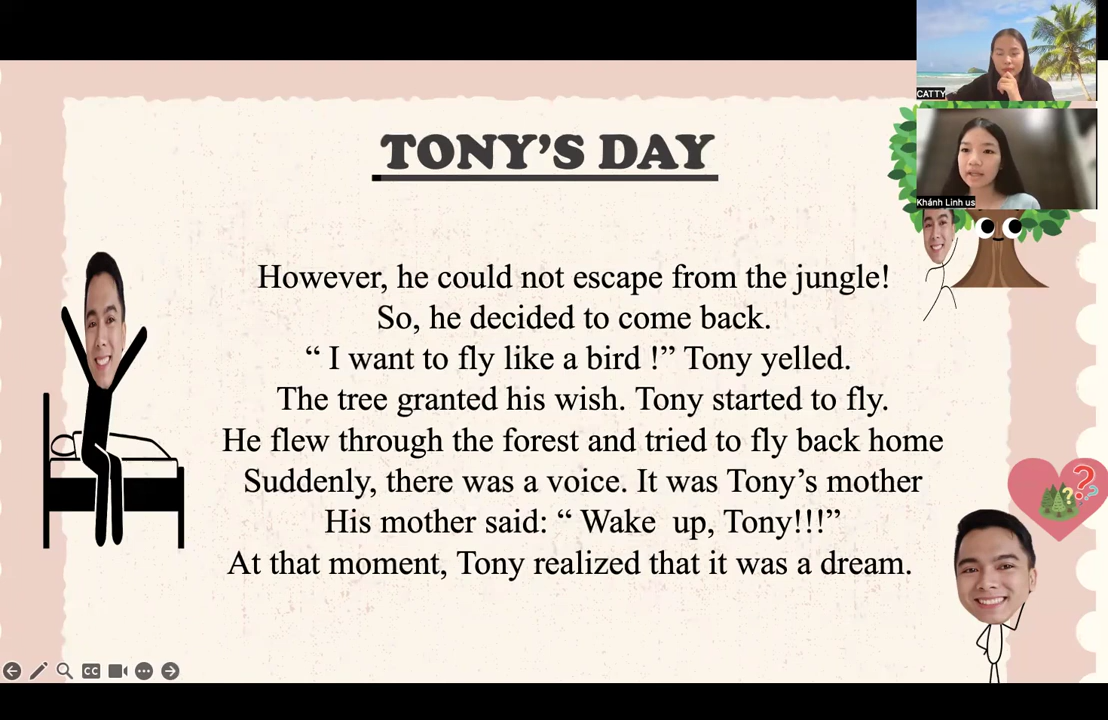 CATTY
Khánh Linh us
TONY'S DAY
However, he could not escape from the jungle!
So, he decided to come back.
“ I want to fly like a bird !” Tony yelled.
The tree granted his wish. Tony started to fly.
He flew through the forest and tried to fly back home
Suddenly, there was a voice. It was Tony’s mother
His mother said: “ Wake  up, Tony!!!”
At that moment, Tony realized that it was a dream.
???
CC